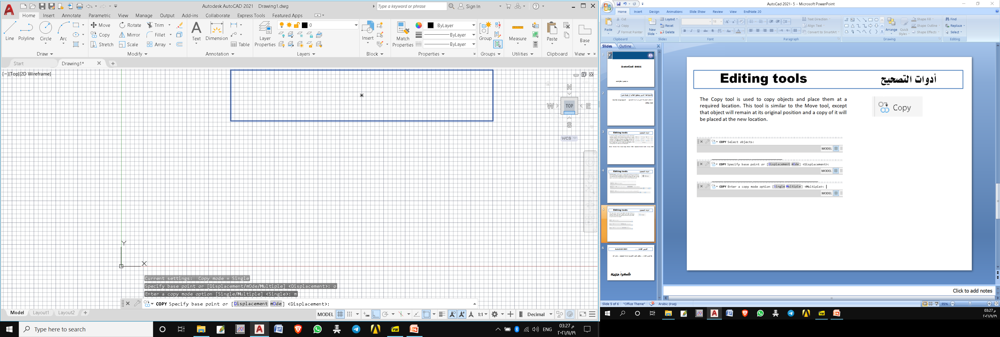 Autodesk AutoCAD 2021 Drawing1.dwg
Type a keyword or phrase
Sign In
Home Insert Annotate Parametric View Manage Output Add-ins Collaborate Express Tools Featured Apps
Line
Polyline
Circle
Arc
Draw
Move
Rotate
Trim
Copy
Mirror
Fillet
Stretch
Scale
Array
Modify
Text
Dimension
Table
Annotation
Layer
Properties
0
Layers
Insert
Block
Match
Properties
ByLayer
ByLayer
ByLayer
Properties
Group
Groups
Measure
Utilities
Paste
Clipboard
Base
View
Start
Drawing1*
[−][Top][2D Wireframe]
N
W TOP E
S
WCS
Y
X
Current settings: Copy mode = Single
Specify base point or [Displacement/mOde/Multiple] <Displacement>: o
Enter a copy mode option [Single/Multiple] <Single>: m
COPY Specify base point or [Displacement mOde] <Displacement>:
Model Layout1 Layout2
MODEL
1:1
Decimal
Type here to search
ENG
03:27 م
٢٠٢١/١١/١٩
AutoCad 2021- 5 - Microsoft PowerPoint
Home Insert Design Animations Slide Show Review View EndNote 20
Paste
Cut
Copy
Format Painter
Clipboard
New
Slide
Layout
Reset
Delete
Slides
18
Font
Text Direction
Align Text
Convert to SmartArt
Paragraph
Arrange
Quick
Styles
Shape Fill
Shape Outline
Shape Effects
Drawing
Find
Replace
Select
Editing
Slides Outline
1
AutoCad 2021
2
3
Editing tools أدوات التصحيح
4
Editing tools أدوات التصحيح
5
Editing tools أدوات التصحيح
6
AutoCAD 2021 الدرس القادم ...
شكراً جزيلا
Editing tools أدوات التصحيح
The Copy tool is used to copy objects and place them at a
required location. This tool is similar to the Move tool, except
that object will remain at its original position and a copy of it will
be placed at the new location.
Copy
COPY Select objects:
MODEL
COPY Specify base point or [Displacement mOde] <Displacement>:
MODEL
COPY Enter a copy mode option [Single Multiple] <Multiple>:
MODEL
Click to add notes
Slide 5 of 6 "Office Theme" Arabic (Iraq)
95%
03:27 م
٢٠٢١/١١/١٩